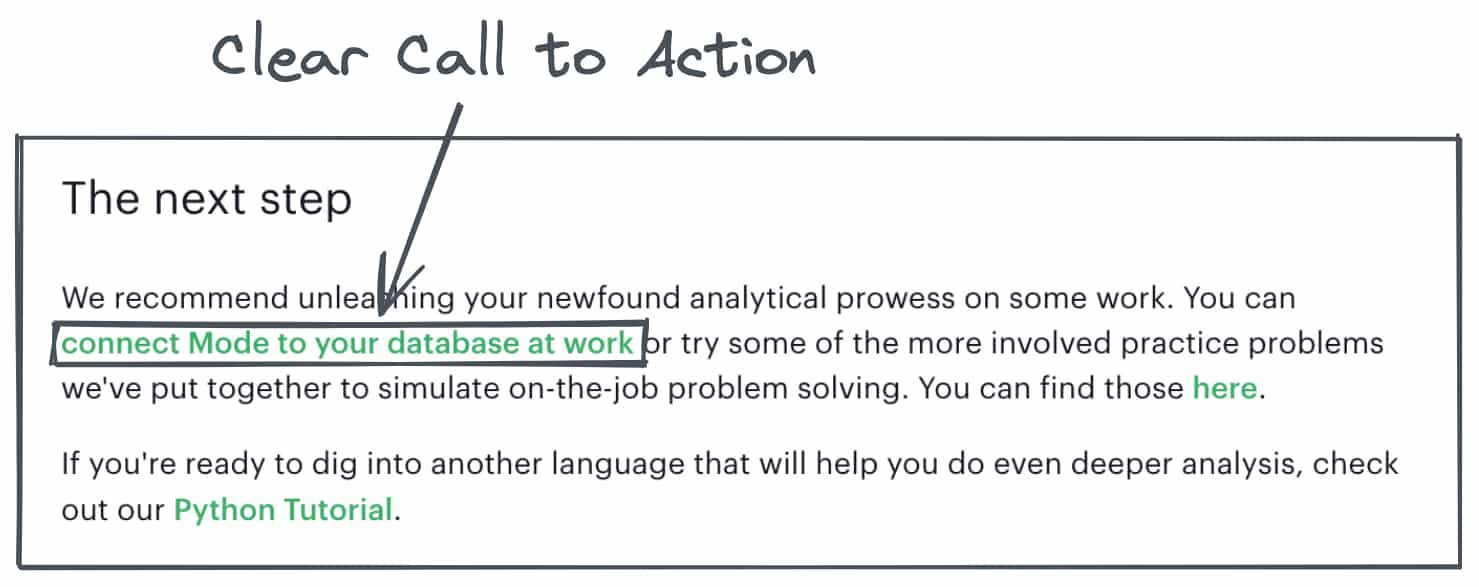 Clear Call to Action
The next step
We recommend unleashing your newfound analytical prowess on some work. You can
connect Mode to your database at work or try some of the more involved practice problems
we've put together to simulate on-the-job problem solving. You can find those here.
If you're ready to dig into another language that will help you do even deeper analysis, check
out our Python Tutorial.